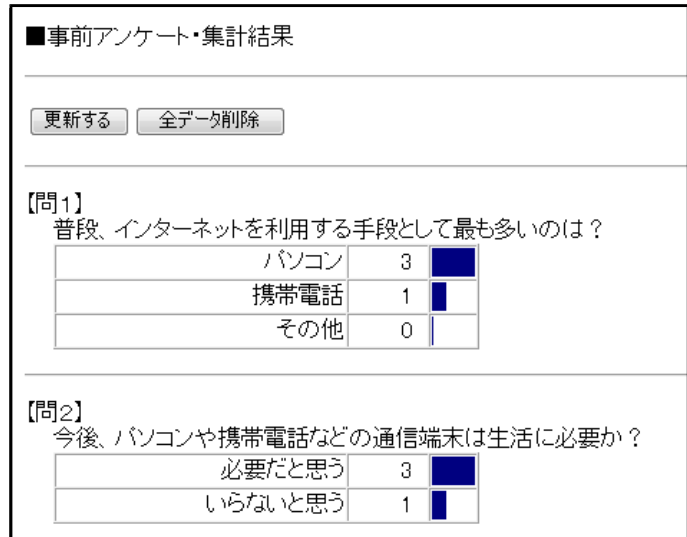 ■事前アンケート・集計結果
更新する 全データ削除
【問1】
普段、インターネットを利用する手段として最も多いのは？
パソコン 3
携帯電話 1
その他 0
【問2】
今後、パソコンや携帯電話などの通信端末は生活に必要か？
必要だと思う 3
いらないと思う 1